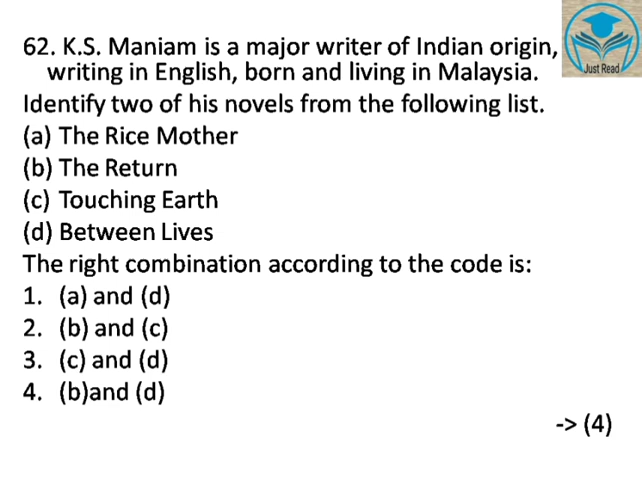 62. K.S. Maniam is a major writer of Indian origin,
writing in English, born and living in Malaysia.
Identify two of his novels from the following list.
(a) The Rice Mother
(b) The Return
(c) Touching Earth
(d) Between Lives
The right combination according to the code is:
1. (a) and (d)
2. (b) and (c)
3. (c) and (d)
4. (b)and (d)
-> (4)
Just Read